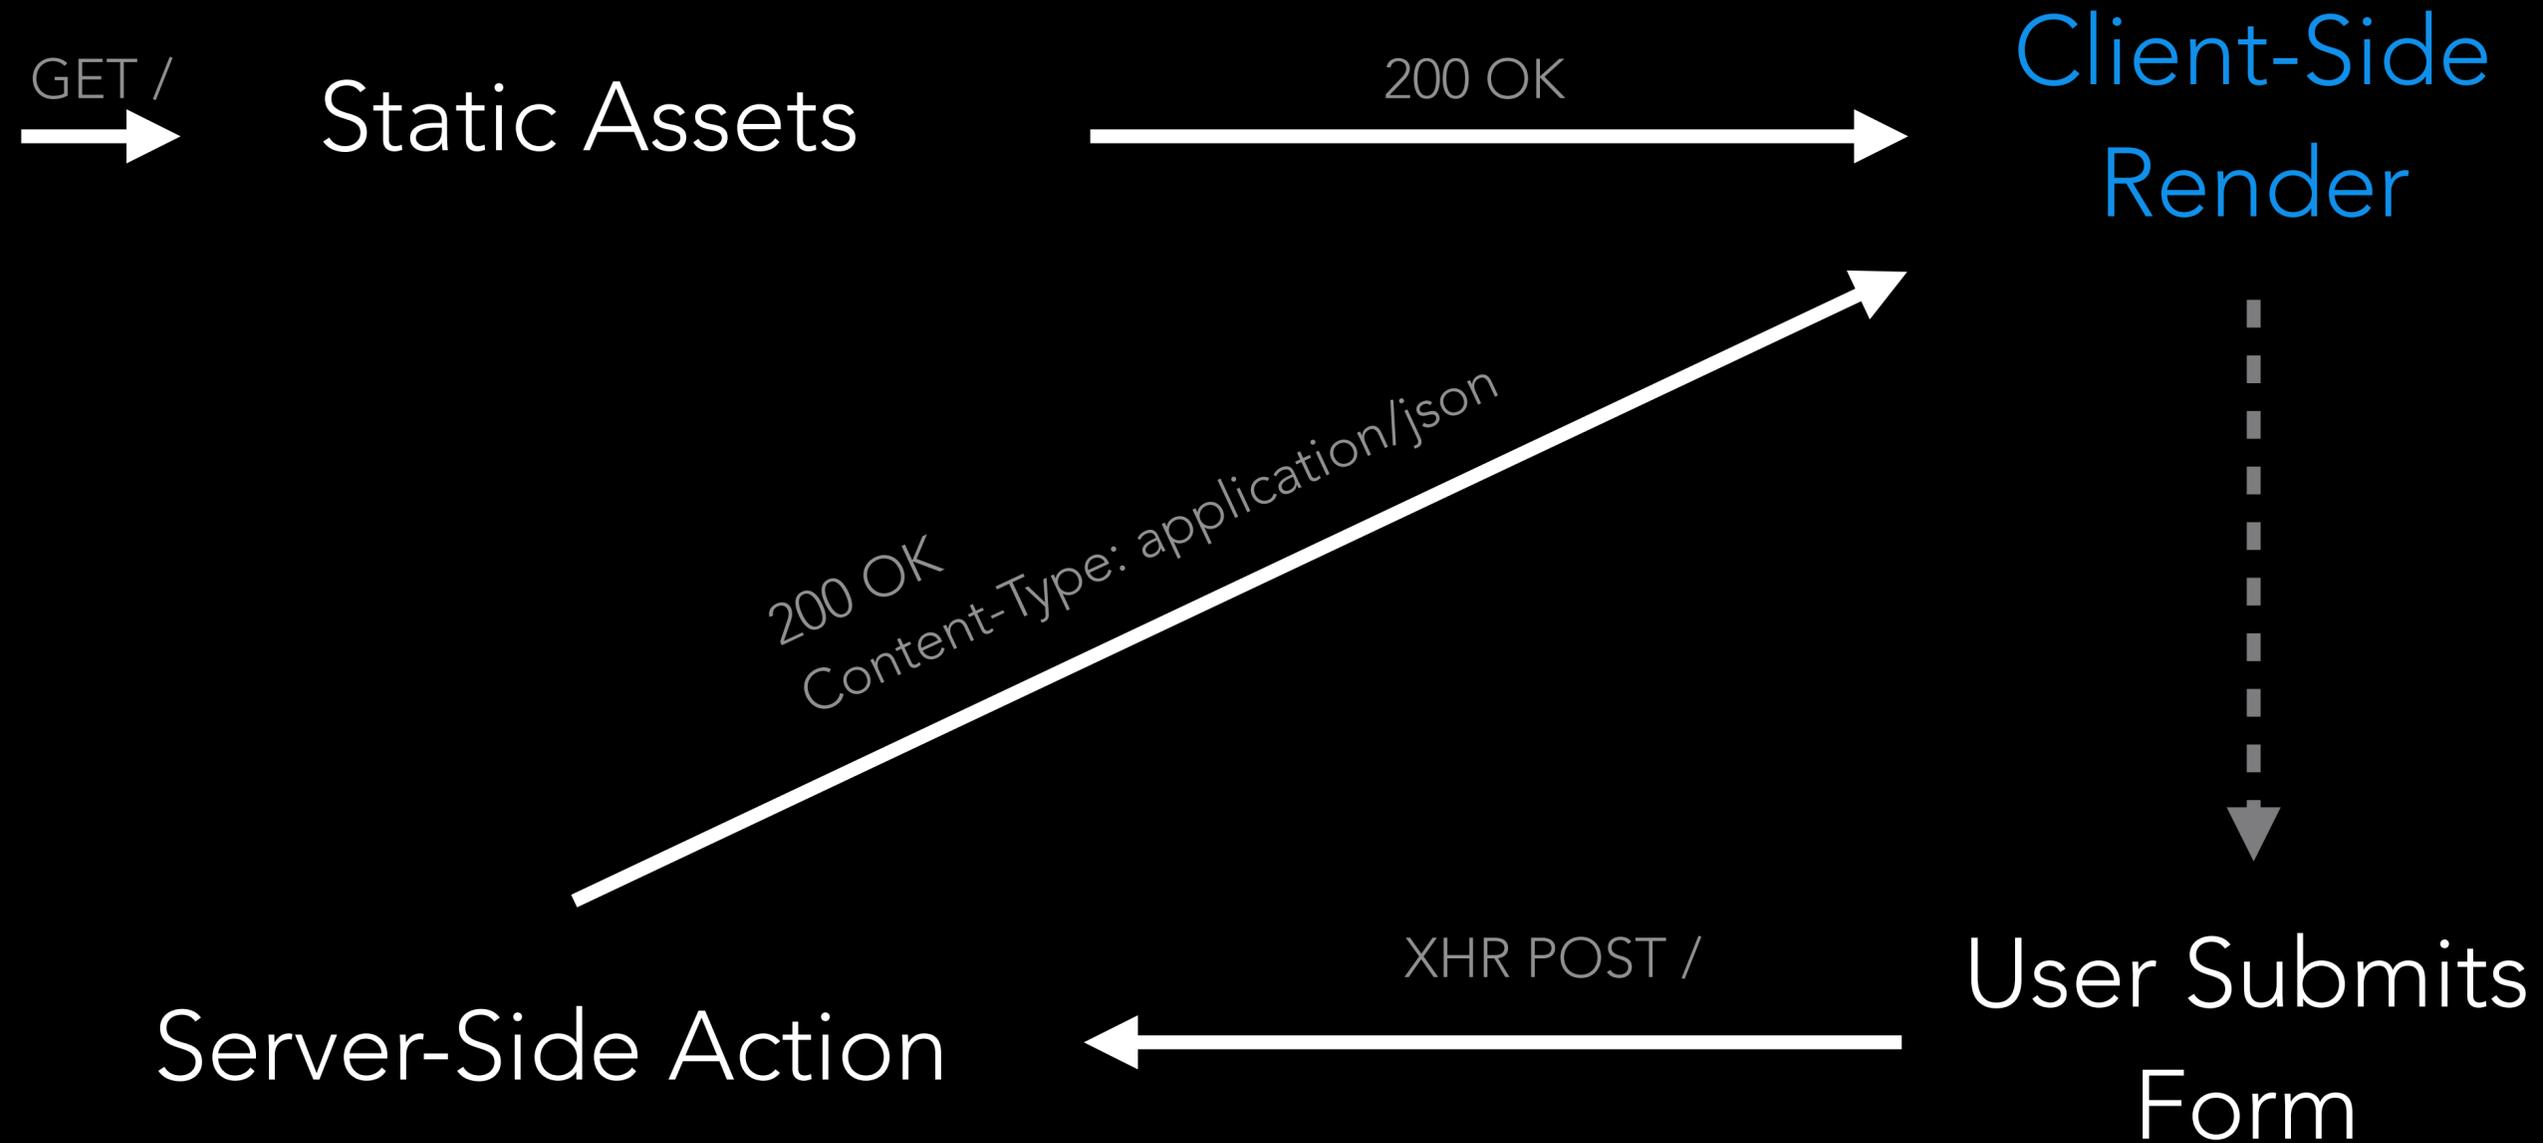 GET /
Static Assets
200 OK
Client-Side
Render
200 OK
Content-Type: application/json
XHR POST /
Server-Side Action
User Submits
Form